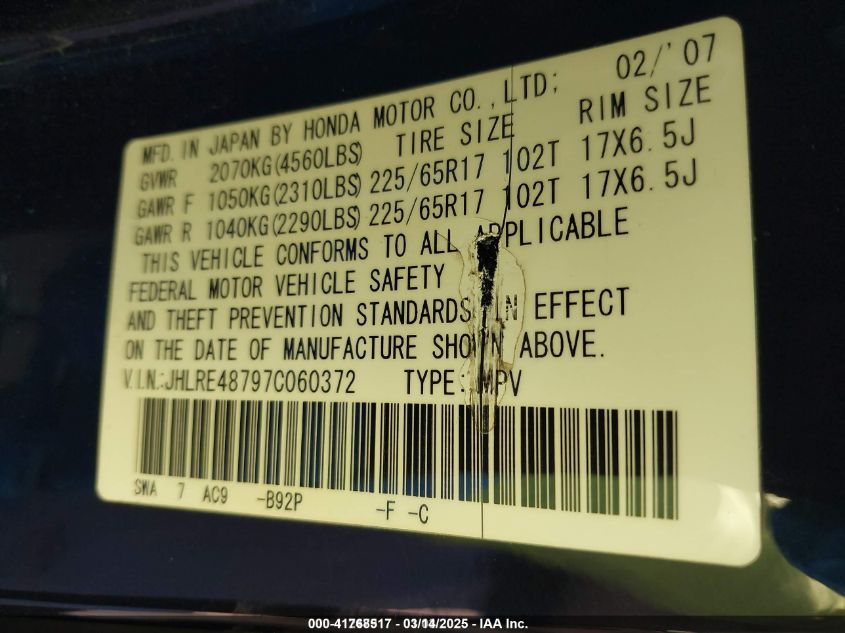 MFD. IN JAPAN BY HONDA MOTOR CO.,LTD; 02/'07
GVWR 2070KG(4560LBS) TIRE SIZE RIM SIZE
GAWR F 1050KG(2310LBS) 225/65R17 102T 17X6.5J
GAWR R 1040KG(2290LBS) 225/65R17 102T 17X6.5J
THIS VEHICLE CONFORMS TO ALL APPLICABLE
FEDERAL MOTOR VEHICLE SAFETY
AND THEFT PREVENTION STANDARDS IN EFFECT
ON THE DATE OF MANUFACTURE SHOWN ABOVE.
V.I.N.:JHLRE48797C060372 TYPE: MPV
SWA 7 AC9 -B92P -F -C
000-41768517 - 03/04/2025 - IAA Inc.